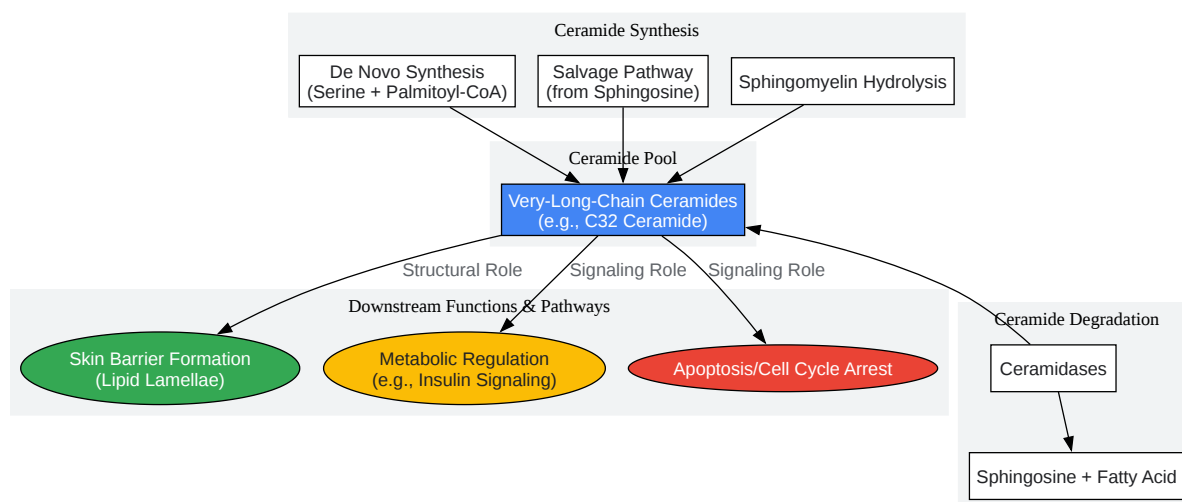 Ceramide Synthesis
De Novo Synthesis
(Serine + Palmitoyl-CoA)
Salvage Pathway
(from Sphingosine)
Sphingomyelin Hydrolysis
Ceramide Pool
Very-Long-Chain Ceramides
(e.g., C32 Ceramide)
Structural Role
Signaling Role
Signaling Role
Downstream Functions & Pathways
Skin Barrier Formation
(Lipid Lamellae)
Metabolic Regulation
(e.g., Insulin Signaling)
Apoptosis/Cell Cycle Arrest
Ceramide Degradation
Ceramidases
Sphingosine + Fatty Acid